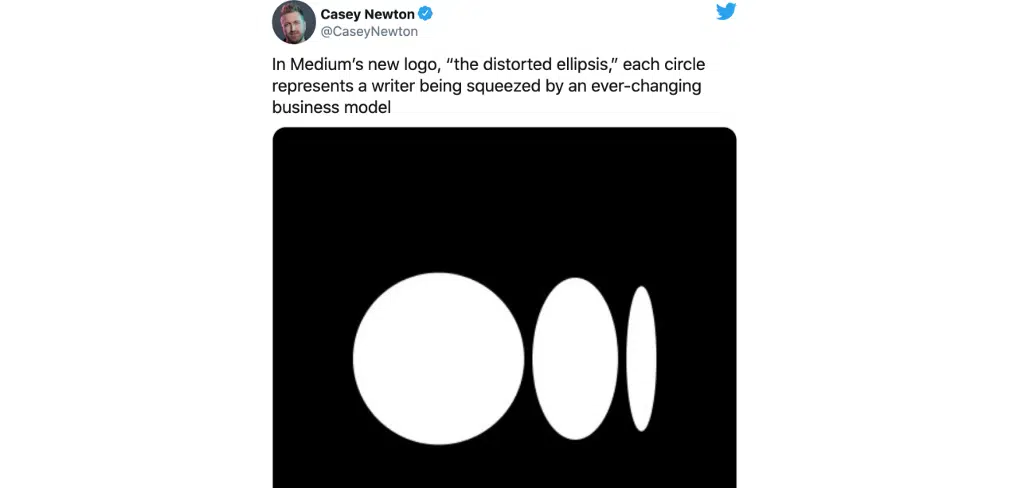 Casey Newton
@CaseyNewton
In Medium's new logo, “the distorted ellipsis,” each circle
represents a writer being squeezed by an ever-changing
business model